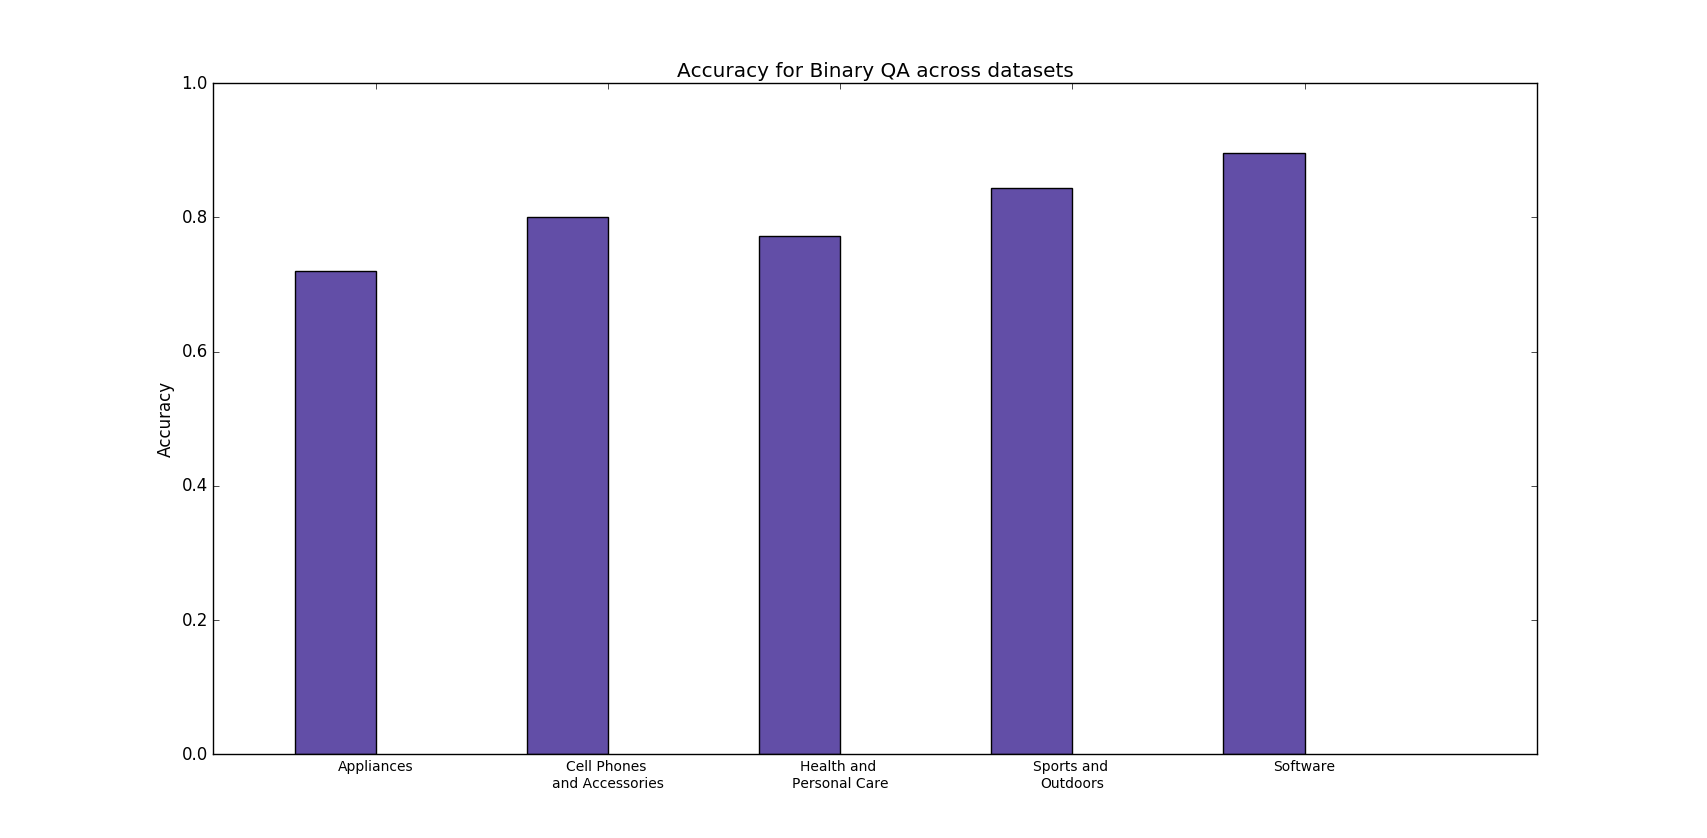 Accuracy for Binary QA across datasets
1.0
0.8
0.6
0.4
0.2
0.0
Accuracy
Appliances
Cell Phones
and Accessories
Health and
Personal Care
Sports and
Outdoors
Software